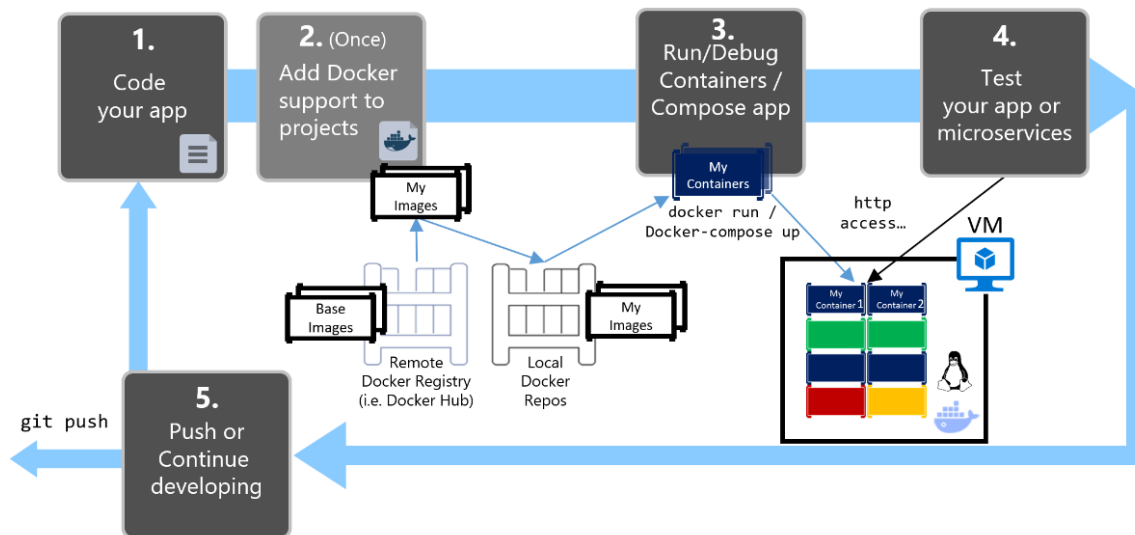 1.
Code
your app
2. (Once)
Add Docker
support to
projects
3.
Run/Debug
Containers /
Compose app
4.
Test
your app or
microservices
My
Images
My
Containers
docker run /
Docker-compose up
http
access…
VM
Base
Images
My
Images
Remote
Docker Registry
(i.e. Docker Hub)
Local
Docker
Repos
My
Container 1
My
Container 2
5.
Push or
Continue
developing
git push